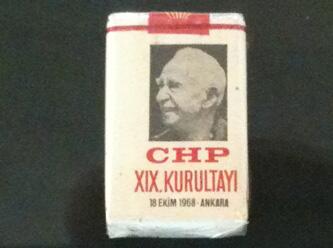 CHP
XIX. KURULTAYI
18 EKİM 1968 - ANKARA